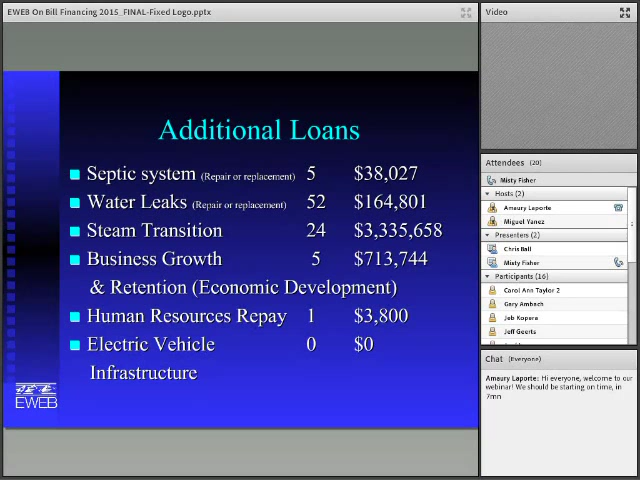 EWEB On Bill Financing 2015_FINAL-Fixed Logo.pptx
Additional Loans
Septic system (Repair or replacement) 5 $38,027
Water Leaks (Repair or replacement) 52 $164,801
Steam Transition 24 $3,335,658
Business Growth 5 $713,744
& Retention (Economic Development)
Human Resources Repay 1 $3,800
Electric Vehicle 0 $0
Infrastructure
EWEB
Video
Attendees (20)
Misty Fisher
Hosts (2)
Amaury Laporte
Miguel Yanez
Presenters (2)
Chris Ball
Misty Fisher
Participants (16)
Carol Ann Taylor 2
Gary Ambach
Jeb Kopera
Jeff Geerts
Chat (Everyone)
Amaury Laporte: Hi everyone, welcome to our
webinar! We should be starting on time, in
7mn